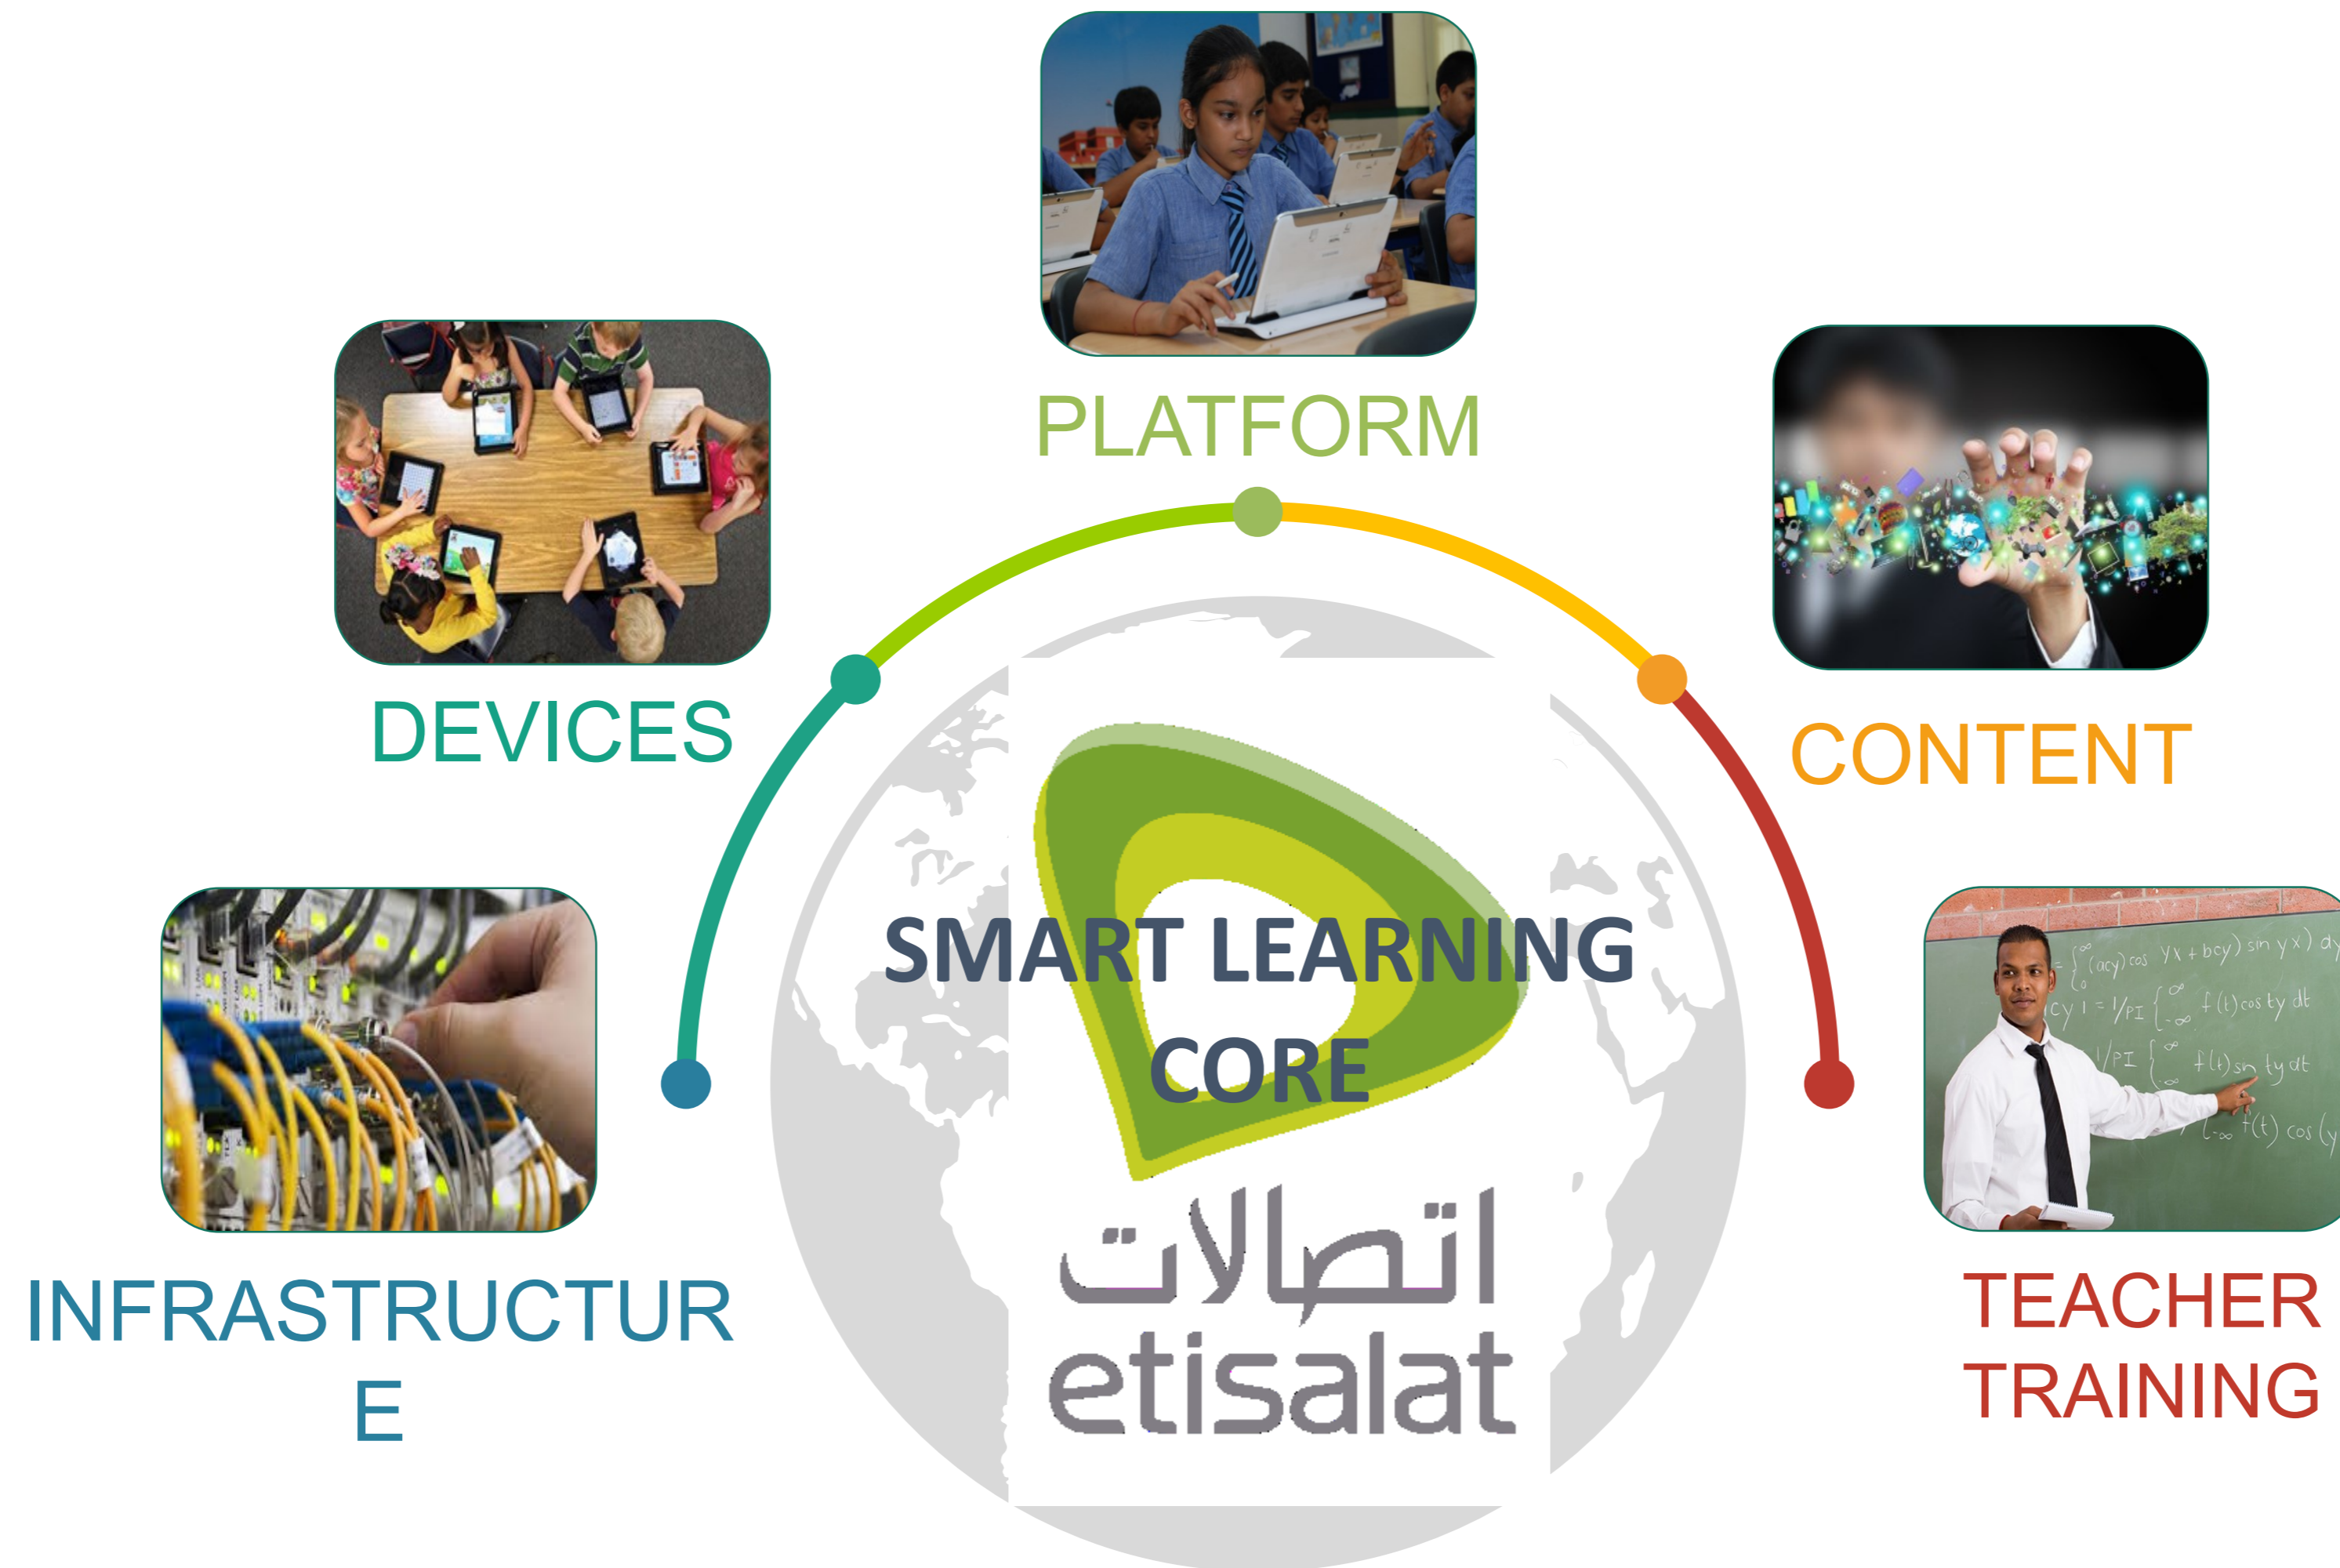 PLATFORM
DEVICES
CONTENT
SMART LEARNING
CORE
اتصالات
etisalat
INFRASTRUCTUR
E
TEACHER
TRAINING